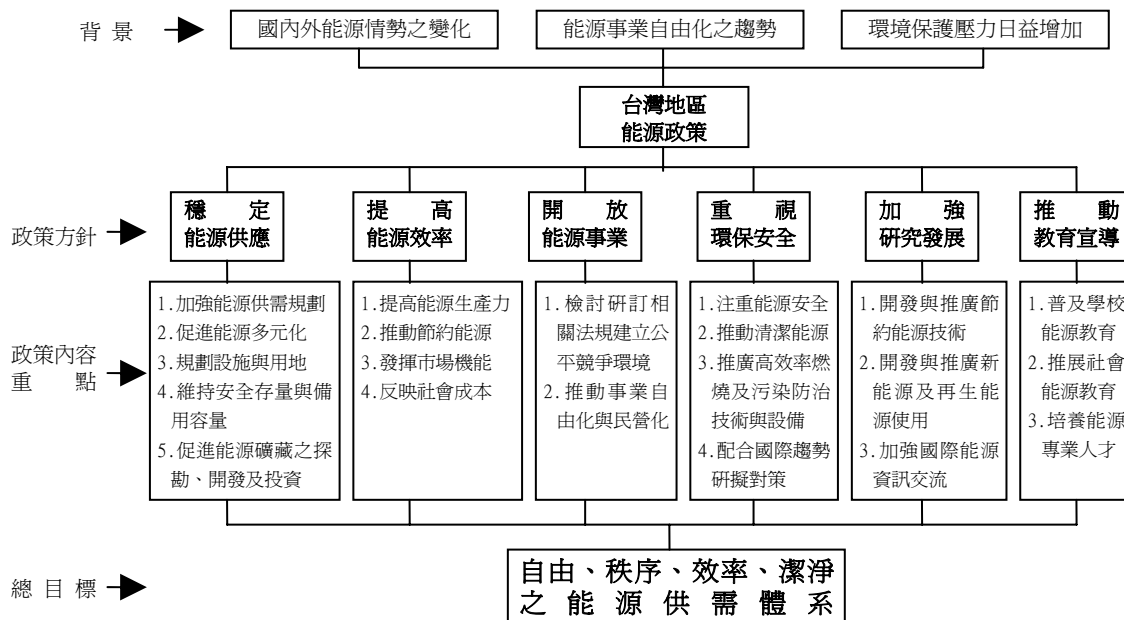 背 景
國內外能源情勢之變化
能源事業自由化之趨勢
環境保護壓力日益增加
台灣地區
能源政策
政策方針
穩 定
能源供應
提 高
能源效率
開 放
能源事業
重 視
環保安全
加 強
研究發展
推 動
教育宣導
政策內容
重 點
1.加強能源供需規劃
2.促進能源多元化
3.規劃設施與用地
4.維持安全存量與備
用容量
5.促進能源礦藏之探
勘、開發及投資
1.提高能源生產力
2.推動節約能源
3.發揮市場機能
4.反映社會成本
1.檢討研訂相
關法規建立公
平競爭環境
2.推動事業自
由化與民營化
1.注重能源安全
2.推動清潔能源
3.推廣高效率燃
燒及污染防治
技術與設備
4.配合國際趨勢
研擬對策
1.開發與推廣節
約能源技術
2.開發與推廣新
能源及再生能
源使用
3.加強國際能源
資訊交流
1.普及學校
能源教育
2.推展社會
能源教育
3.培養能源
專業人才
總 目 標
自由、秩序、效率、潔淨
之 能 源 供 需 體 系